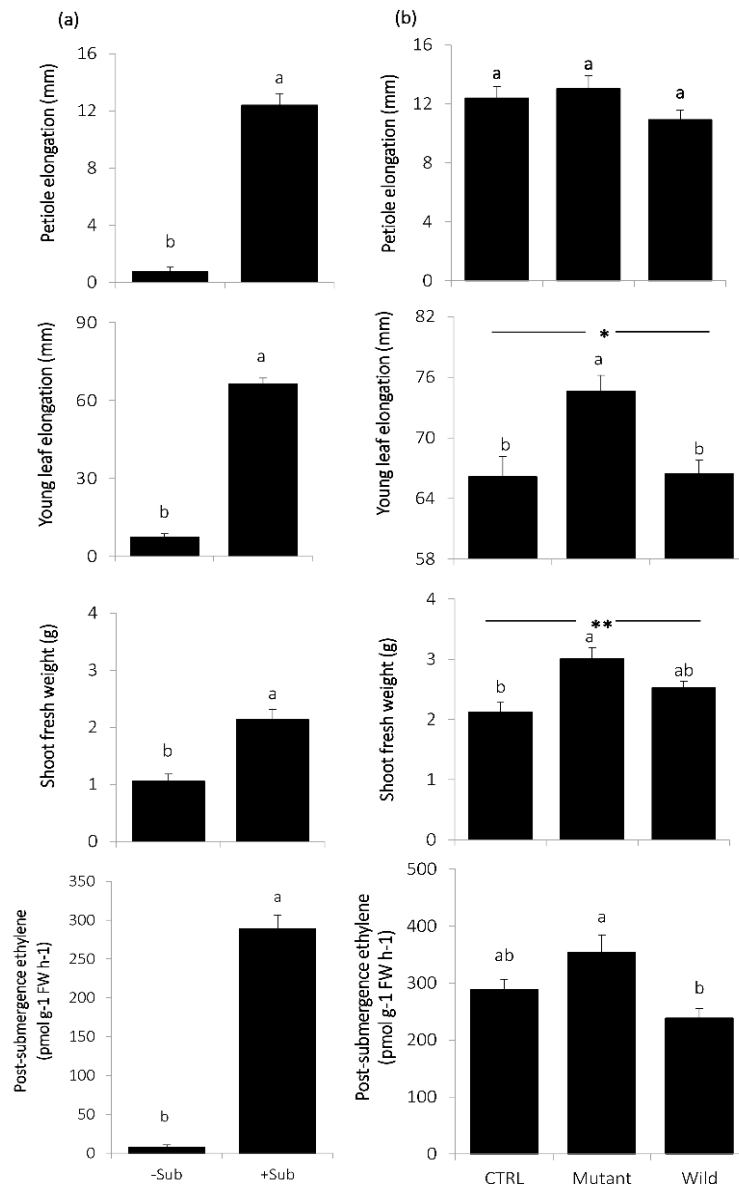 (a)
Petiole elongation (mm)
16
12
8
4
0
b
a
Young leaf elongation (mm)
90
60
30
0
b
a
Shoot fresh weight (g)
4
3
2
1
0
b
a
Post-submergence ethylene
(pmol g-1 FW h-1)
350
300
250
200
150
100
50
0
b
a
-Sub +Sub
(b)
Petiole elongation (mm)
16
12
8
4
0
a a a
Young leaf elongation (mm)
82
76
70
64
58
*
b a b
Shoot fresh weight (g)
4
3
2
1
0
**
b a ab
Post-submergence ethylene
(pmol g-1 FW h-1)
500
400
300
200
100
0
ab a b
CTRL Mutant Wild